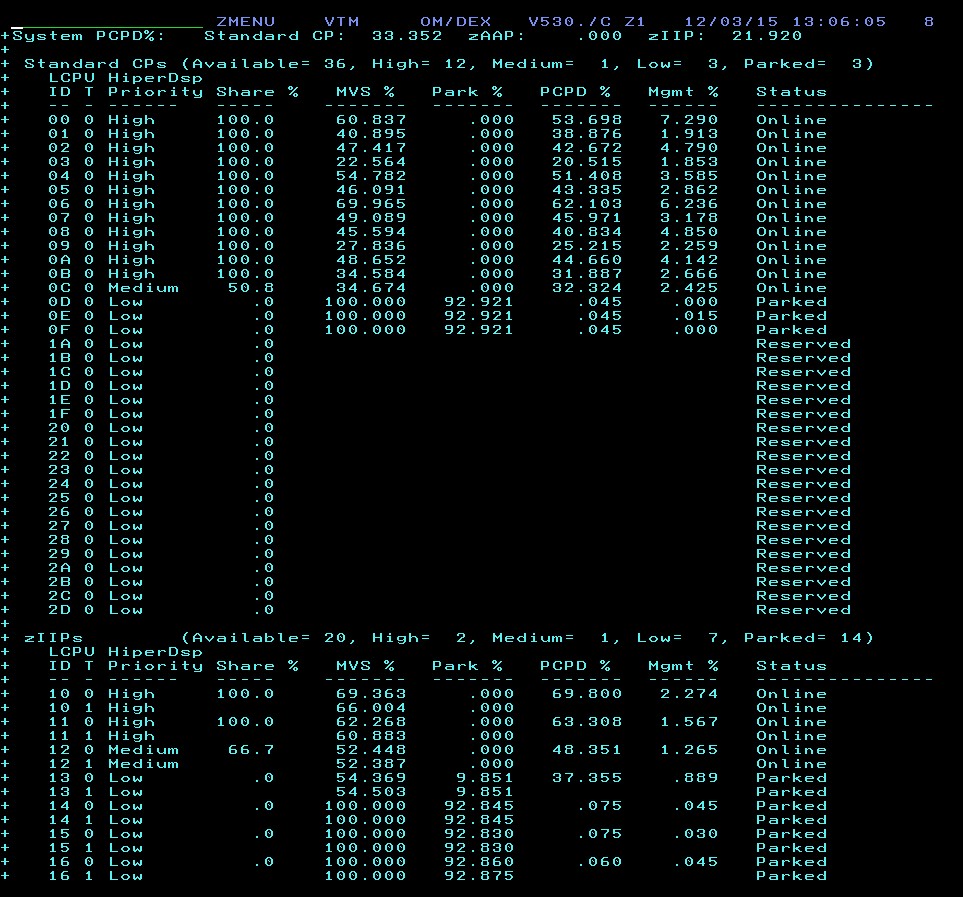 ZMENU VTM OM/DEX V530./C Z1 12/03/15 13:06:05 8
+System PCPD%: Standard CP: 33.352 zAAP: .000 zIIP: 21.920
+
+ Standard CPs (Available= 36, High= 12, Medium= 1, Low= 3, Parked= 3)
+ LCPU HiperDsp
+ ID T Priority Share % MVS % Park % PCPD % Mgmt % Status
+ -- - ------ ----- ------- ------- ------- ------ ---------------
+ 00 0 High 100.0 60.837 .000 53.698 7.290 Online
+ 01 0 High 100.0 40.895 .000 38.876 1.913 Online
+ 02 0 High 100.0 47.417 .000 42.672 4.790 Online
+ 03 0 High 100.0 22.564 .000 20.515 1.853 Online
+ 04 0 High 100.0 54.782 .000 51.408 3.585 Online
+ 05 0 High 100.0 46.091 .000 43.335 2.862 Online
+ 06 0 High 100.0 69.965 .000 62.103 6.236 Online
+ 07 0 High 100.0 49.089 .000 45.971 3.178 Online
+ 08 0 High 100.0 45.594 .000 40.834 4.850 Online
+ 09 0 High 100.0 27.836 .000 25.215 2.259 Online
+ 0A 0 High 100.0 48.652 .000 44.660 4.142 Online
+ 0B 0 High 100.0 34.584 .000 31.887 2.666 Online
+ 0C 0 Medium 50.8 34.674 .000 32.324 2.425 Online
+ 0D 0 Low .0 100.000 92.921 .045 .000 Parked
+ 0E 0 Low .0 100.000 92.921 .045 .015 Parked
+ 0F 0 Low .0 100.000 92.921 .045 .000 Parked
+ 1A 0 Low .0 Reserved
+ 1B 0 Low .0 Reserved
+ 1C 0 Low .0 Reserved
+ 1D 0 Low .0 Reserved
+ 1E 0 Low .0 Reserved
+ 1F 0 Low .0 Reserved
+ 20 0 Low .0 Reserved
+ 21 0 Low .0 Reserved
+ 22 0 Low .0 Reserved
+ 23 0 Low .0 Reserved
+ 24 0 Low .0 Reserved
+ 25 0 Low .0 Reserved
+ 26 0 Low .0 Reserved
+ 27 0 Low .0 Reserved
+ 28 0 Low .0 Reserved
+ 29 0 Low .0 Reserved
+ 2A 0 Low .0 Reserved
+ 2B 0 Low .0 Reserved
+ 2C 0 Low .0 Reserved
+ 2D 0 Low .0 Reserved
+
+ zIIPs (Available= 20, High= 2, Medium= 1, Low= 7, Parked= 14)
+ LCPU HiperDsp
+ ID T Priority Share % MVS % Park % PCPD % Mgmt % Status
+ -- - ------ ----- ------- ------- ------- ------ ---------------
+ 10 0 High 100.0 69.363 .000 69.800 2.274 Online
+ 10 1 High 66.004 .000 Online
+ 11 0 High 100.0 62.268 .000 63.308 1.567 Online
+ 11 1 High 60.883 .000 Online
+ 12 0 Medium 66.7 52.448 .000 48.351 1.265 Online
+ 12 1 Medium 52.387 .000 Online
+ 13 0 Low .0 54.369 9.851 37.355 .889 Parked
+ 13 1 Low 54.503 9.851 Parked
+ 14 0 Low .0 100.000 92.845 .075 .045 Parked
+ 14 1 Low 100.000 92.845 Parked
+ 15 0 Low .0 100.000 92.830 .075 .030 Parked
+ 15 1 Low 100.000 92.830 Parked
+ 16 0 Low .0 100.000 92.860 .060 .045 Parked
+ 16 1 Low 100.000 92.875 Parked